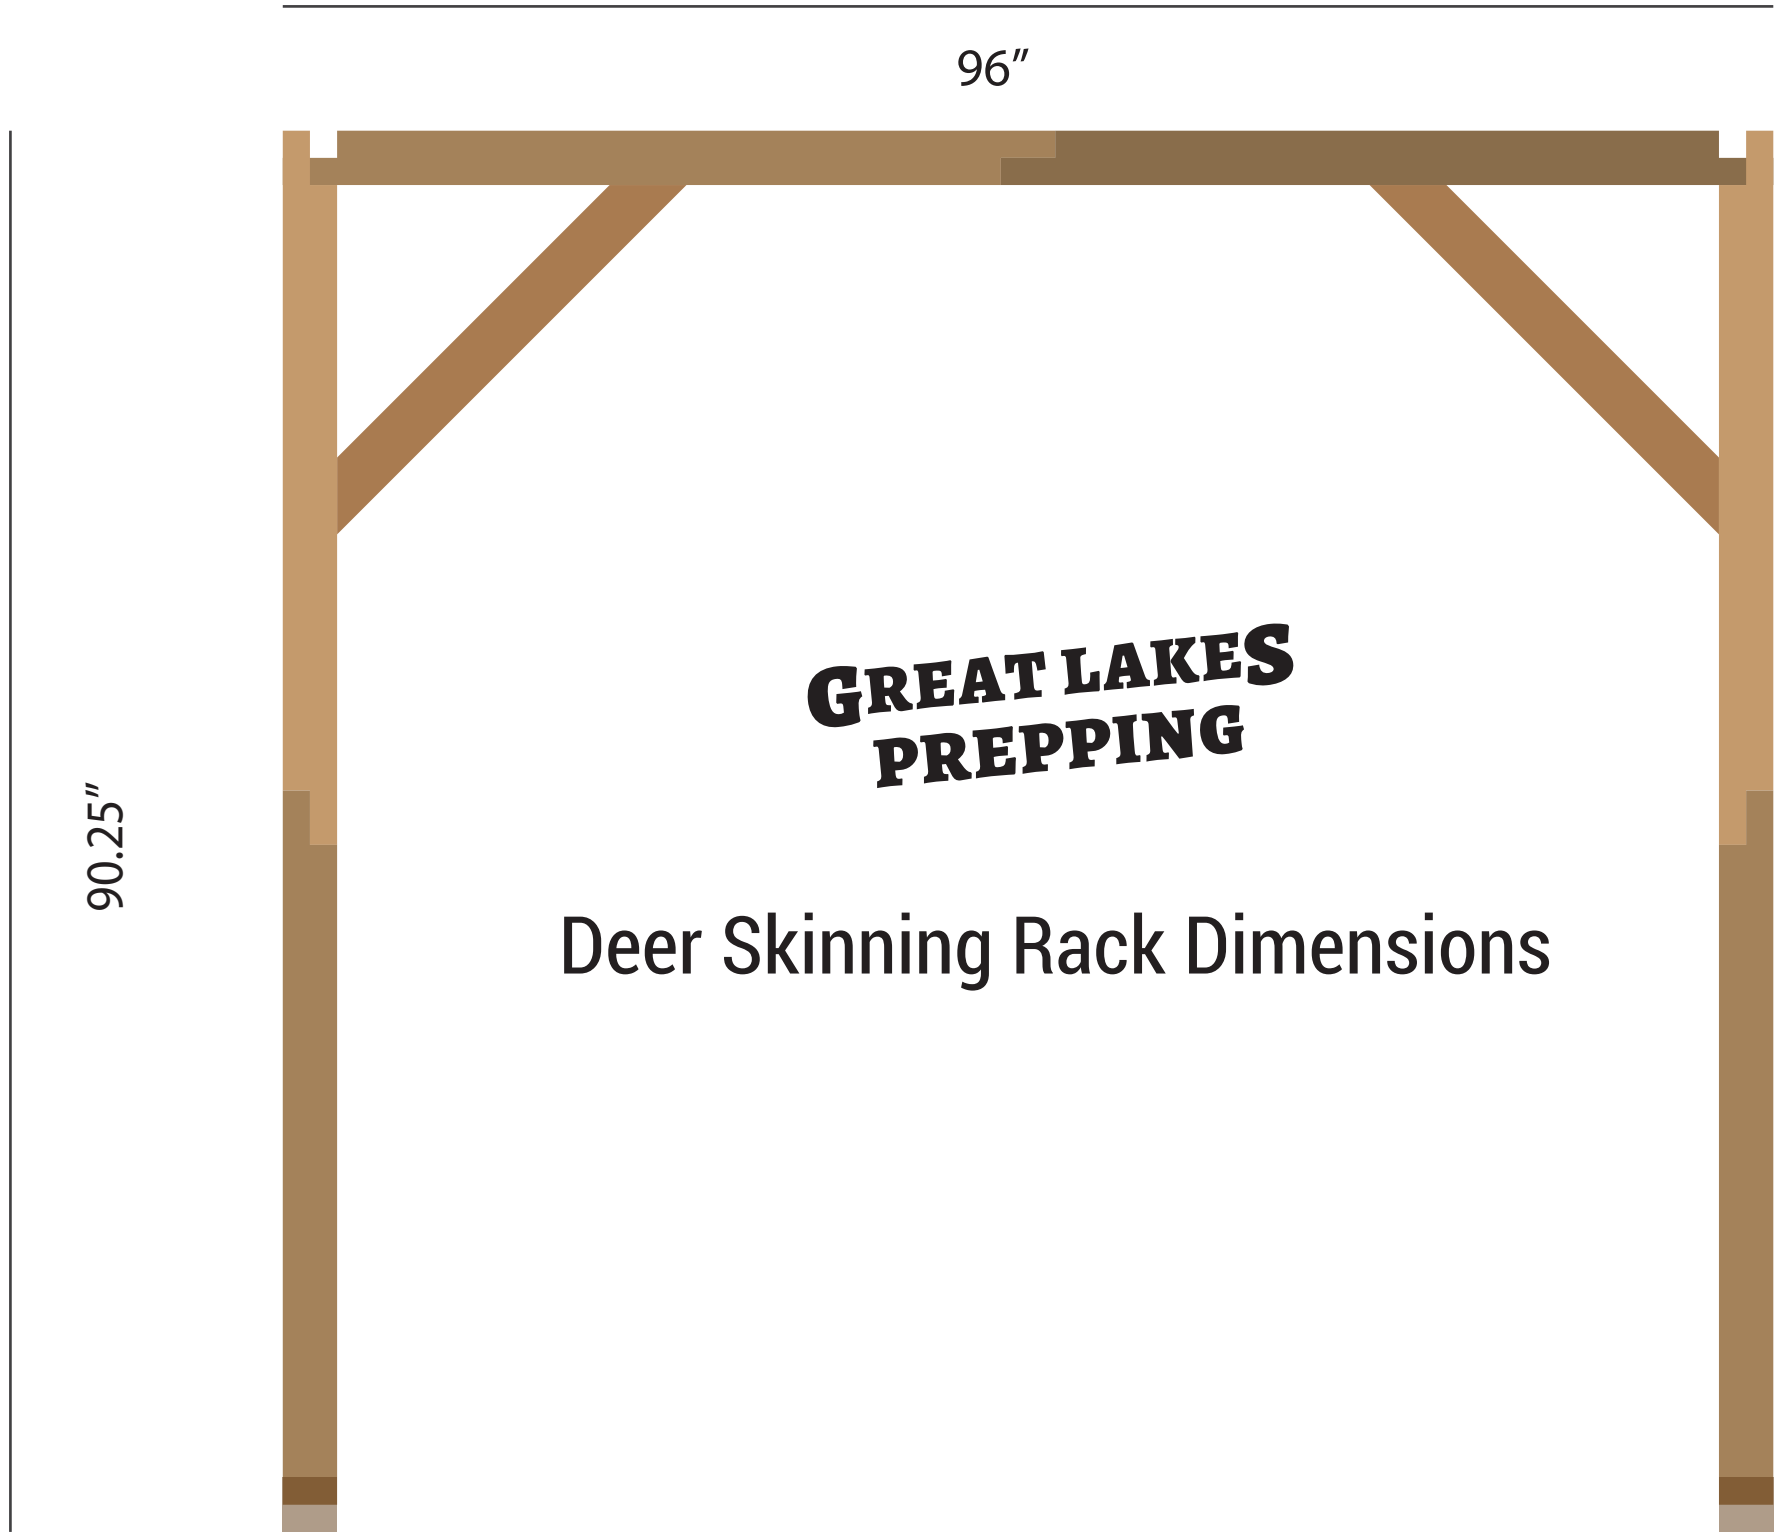 96”
GREAT LAKES
PREPPING
90.25”
Deer Skinning Rack Dimensions